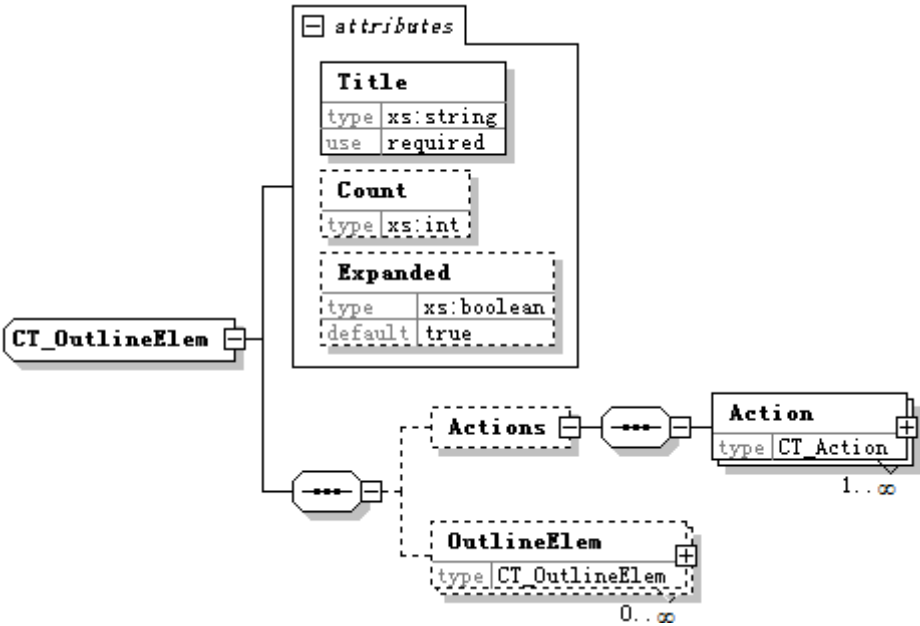 attributes
Title
type xs:string
use required
Count
type xs:int
Expanded
type xs:boolean
default true
CT_OutlineElem
Actions
Action
type CT_Action
1..∞
OutlineElem
type CT_OutlineElem
0..∞